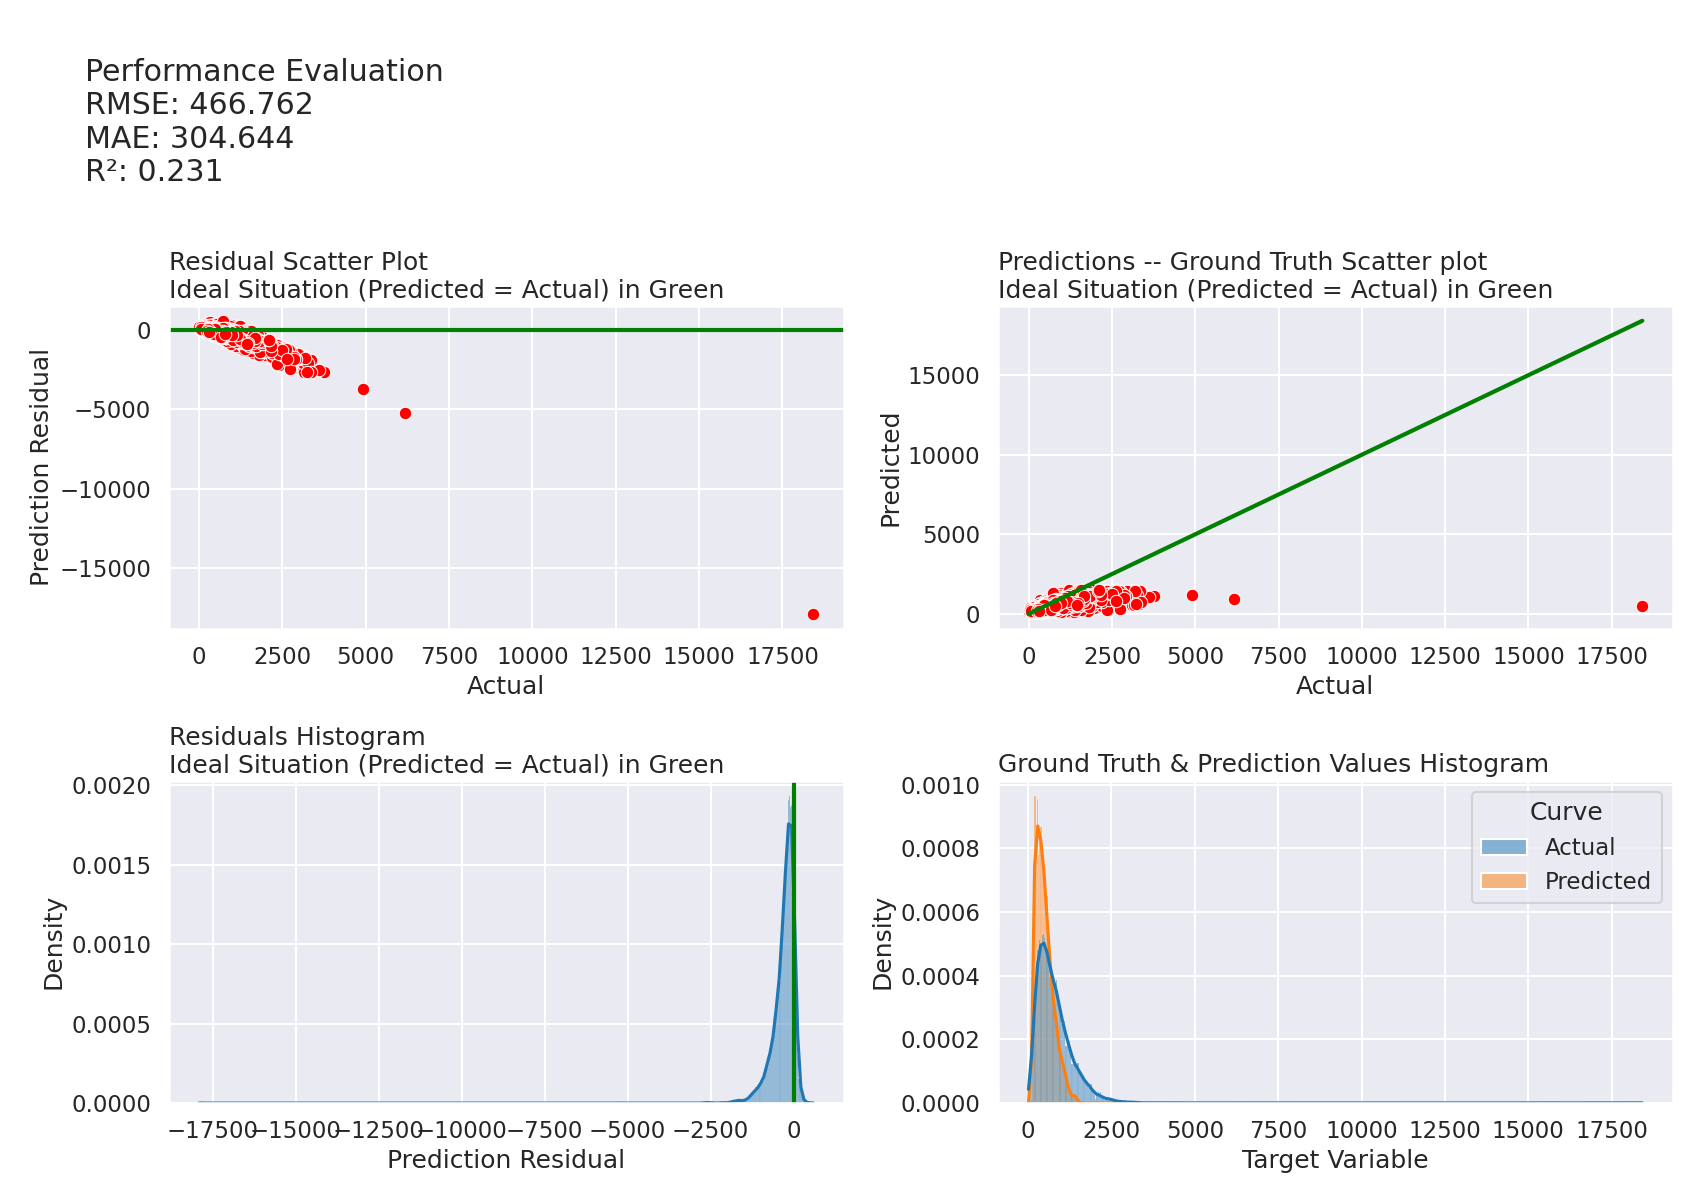 Performance Evaluation
RMSE: 466.762
MAE: 304.644
R²: 0.231
Residual Scatter Plot
Ideal Situation (Predicted = Actual) in Green
Prediction Residual
0
−5000
−10000
−15000
0 2500 5000 7500 10000 12500 15000 17500
Actual
Predictions -- Ground Truth Scatter plot
Ideal Situation (Predicted = Actual) in Green
Predicted
15000
10000
5000
0
0 2500 5000 7500 10000 12500 15000 17500
Actual
Residuals Histogram
Ideal Situation (Predicted = Actual) in Green
Density
0.0020
0.0015
0.0010
0.0005
0.0000
−17500 −15000 −12500 −10000 −7500 −5000 −2500 0
Prediction Residual
Ground Truth & Prediction Values Histogram
Density
0.0010
0.0008
0.0006
0.0004
0.0002
0.0000
Curve
Actual
Predicted
0 2500 5000 7500 10000 12500 15000 17500
Target Variable